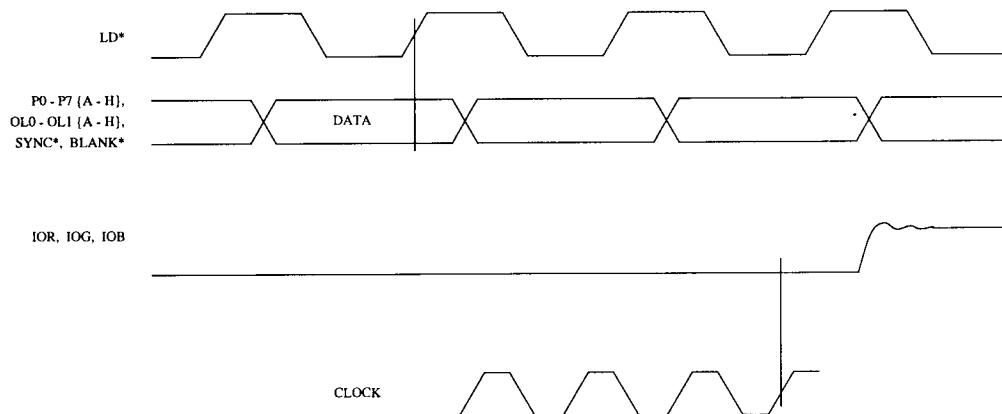 LD*
P0 - P7 {A - H},
OL0 - OL1 {A - H},
SYNC*, BLANK*
DATA
IOR, IOG, IOB
CLOCK